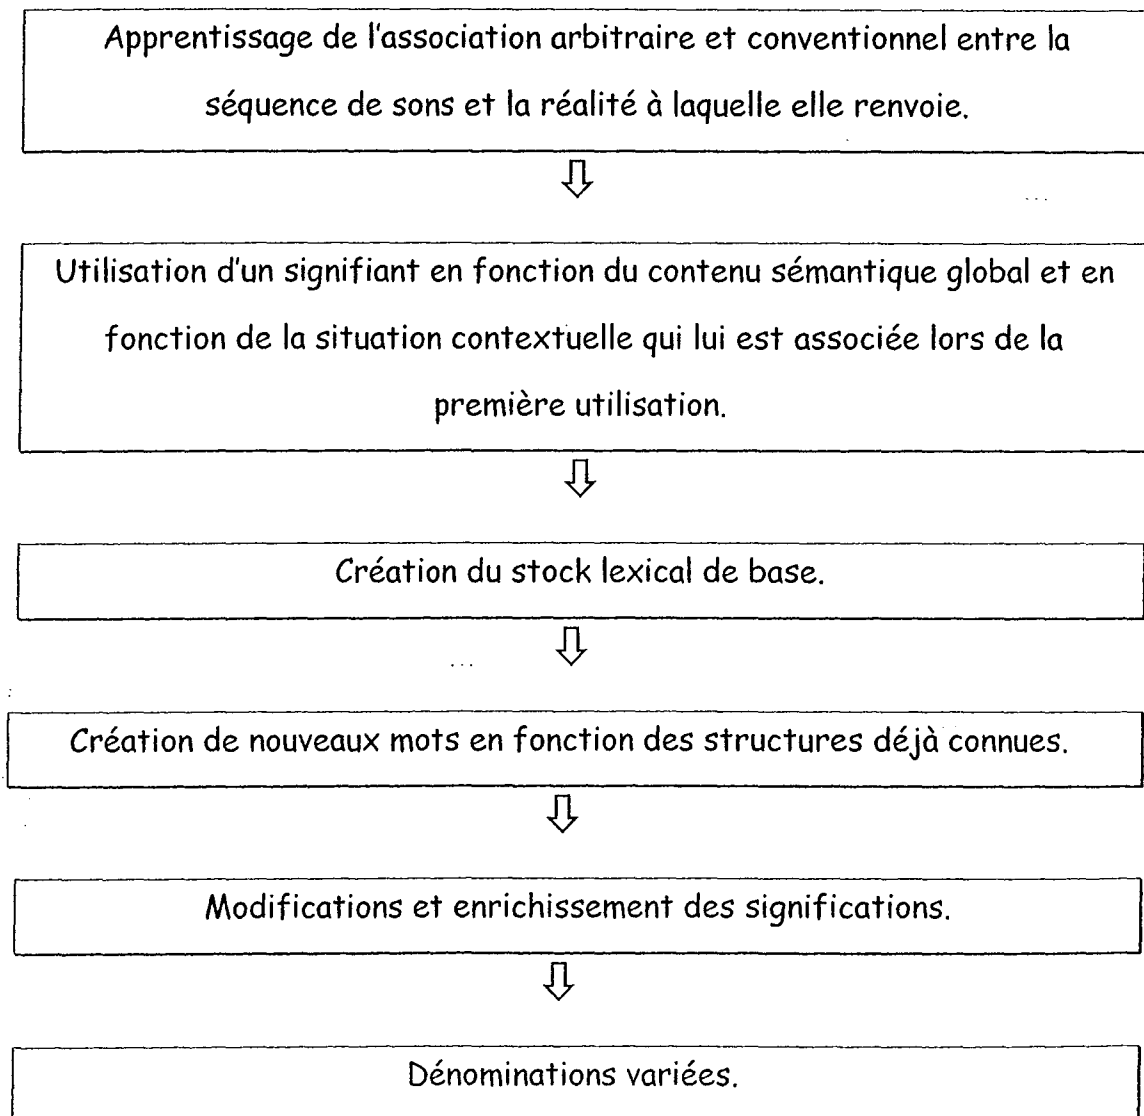 Apprentissage de l'association arbitraire et conventionnel entre la
séquence de sons et la réalité à laquelle elle renvoie.
Utilisation d'un signifiant en fonction du contenu sémantique global et en
fonction de la situation contextuelle qui lui est associée lors de la
première utilisation.
Création du stock lexical de base.
Création de nouveaux mots en fonction des structures déjà connues.
Modifications et enrichissement des significations.
Dénominations variées.